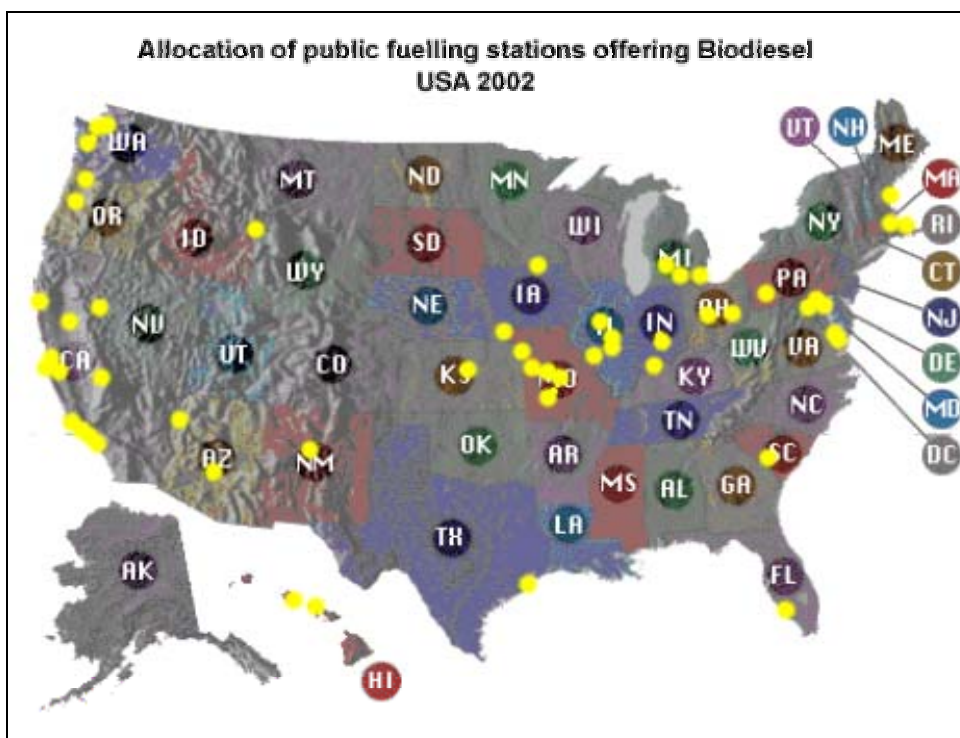 Allocation of public fuelling stations offering Biodiesel
USA 2002
VT
NH
WA
ME
MT
ND
MN
MA
OR
WI
NY
RI
ID
SD
MI
WY
CT
PA
IA
NE
OH
NJ
NV
IL
IN
UT
WV
VA
DE
CA
CO
KS
MO
KY
NC
MD
TN
OK
AR
SC
DC
AZ
NM
MS
AL
GA
LA
TX
AK
FL
HI